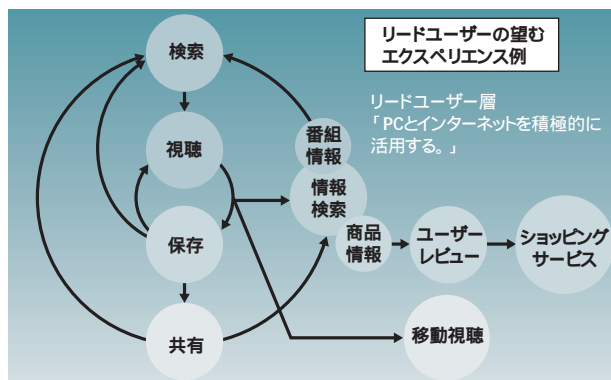 リードユーザーの望む
エクスペリエンス例
リードユーザー層
「PCとインターネットを積極的に
活用する。」
検索
視聴
保存
共有
番組
情報
情報
検索
商品
情報
ユーザー
レビュー
ショッピング
サービス
移動視聴